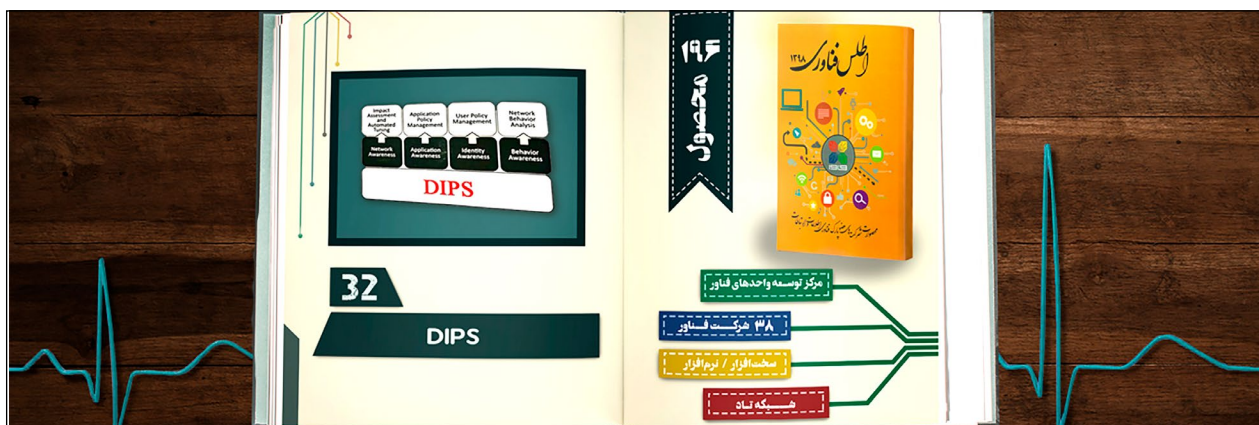 Impact
Assessment
and
Automated
Tuning
Application
Policy
Management
User Policy
Management
Network
Behavior
Analysis
Network
Awareness
Application
Awareness
Identity
Awareness
Behavior
Awareness
DIPS
32
DIPS
۱۹۶ محصول
اطلس فناوری
۱۳۹۸
مرکز توسعه واحدهای فناور
۳۸ شرکت فناور
سخت‌افزار / نرم‌افزار
شبکه تاد